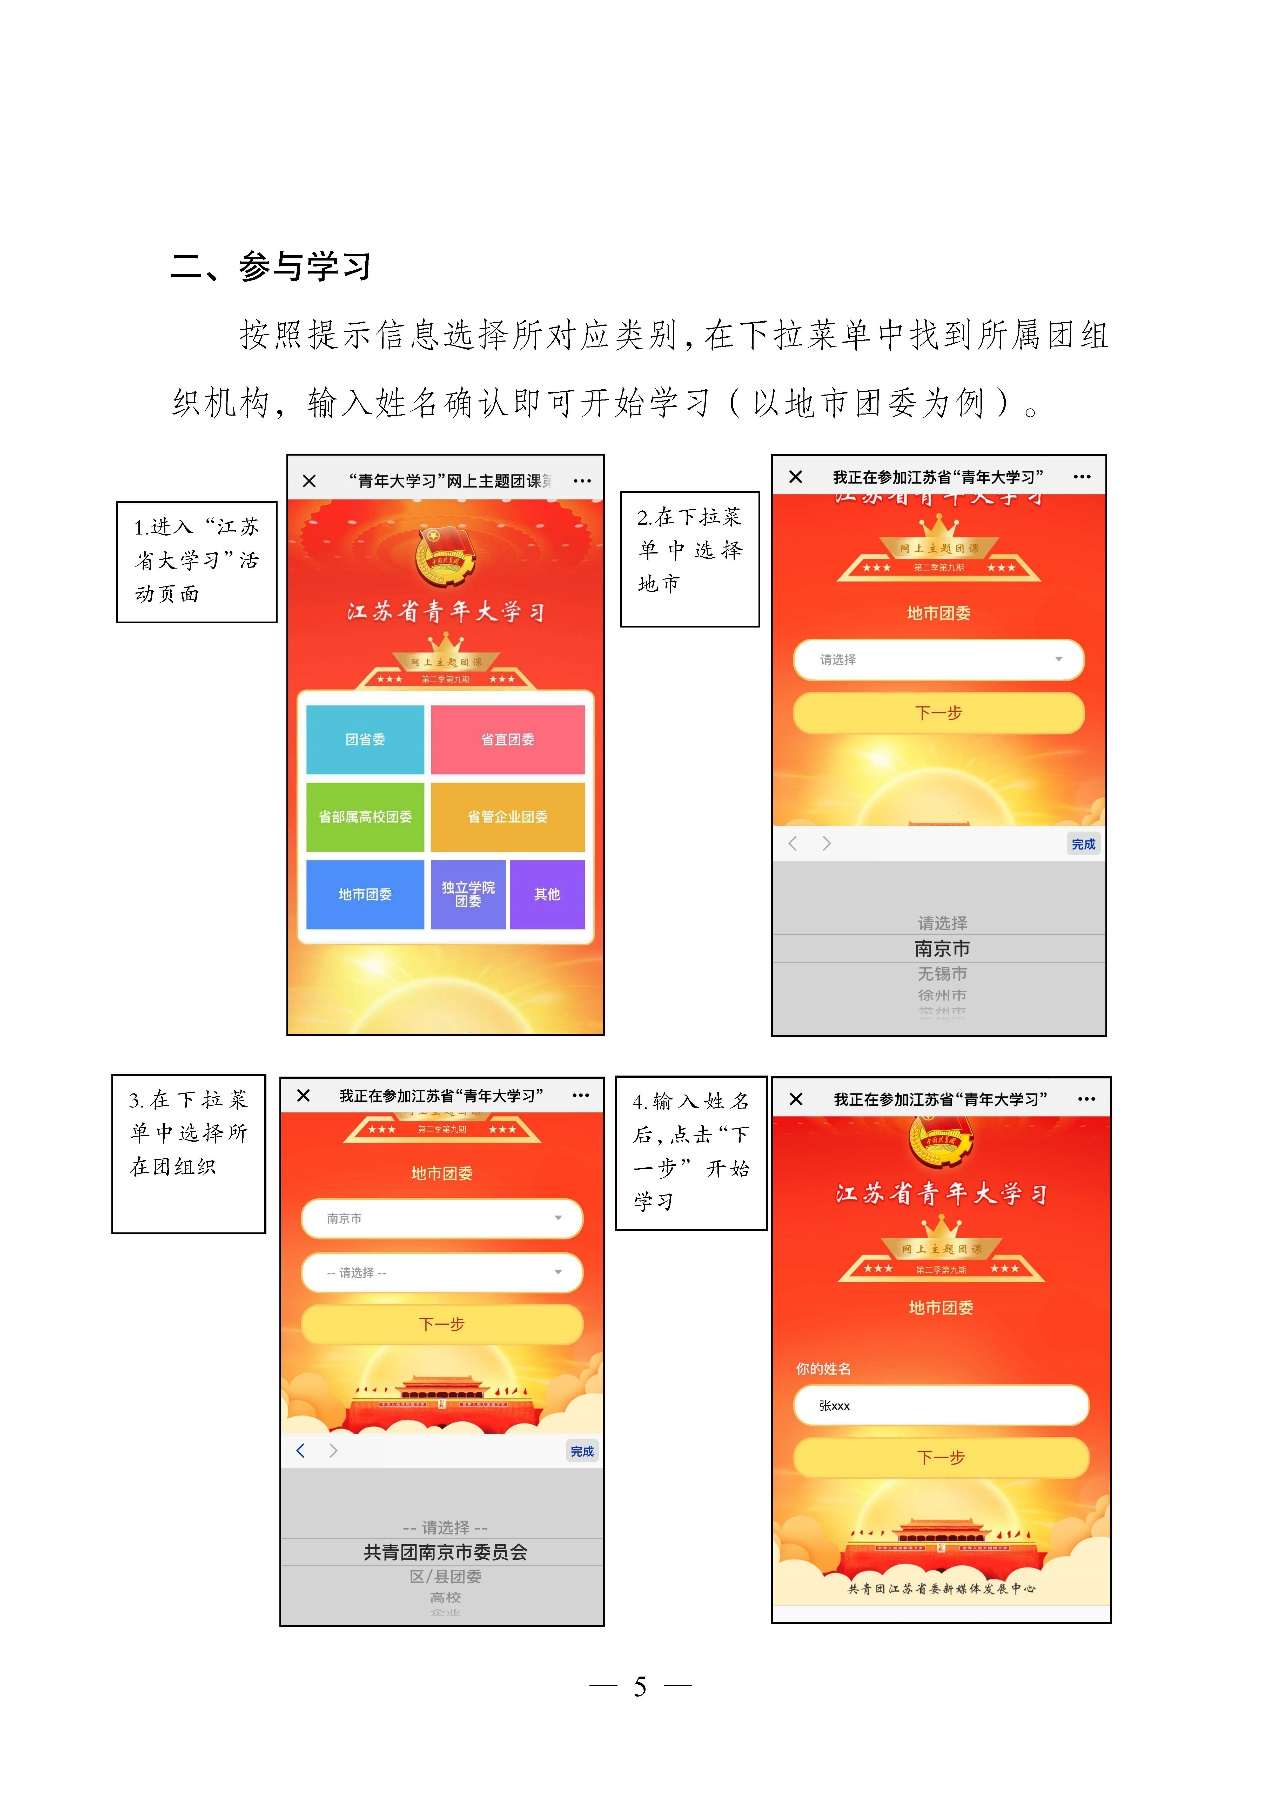 二、参与学习
按照提示信息选择所对应类别，在下拉菜单中找到所属团组
织机构，输入姓名确认即可开始学习（以地市团委为例）。
1.进入“江苏
省大学习”活
动页面
“青年大学习”网上主题团课第
江苏省青年大学习
网上主题团课
★★★ 第二季第九期 ★★★
团省委
省直团委
省部属高校团委
省管企业团委
地市团委
独立学院
团委
其他
2.在下拉菜
单中选择
地市
我正在参加江苏省“青年大学习”
江苏省青年大学习
网上主题团课
★★★ 第二季第九期 ★★★
地市团委
请选择
下一步
完成
请选择
南京市
无锡市
徐州市
常州市
3.在下拉菜
单中选择所
在团组织
我正在参加江苏省“青年大学习”
★★★ 第二季第九期 ★★★
地市团委
南京市
-- 请选择 --
下一步
完成
-- 请选择 --
共青团南京市委员会
区/县团委
高校
企业
4.输入姓名
后，点击“下
一步”开始
学习
我正在参加江苏省“青年大学习”
江苏省青年大学习
网上主题团课
★★★ 第二季第九期 ★★★
地市团委
你的姓名
张xxx
下一步
共青团江苏省委新媒体发展中心
— 5 —